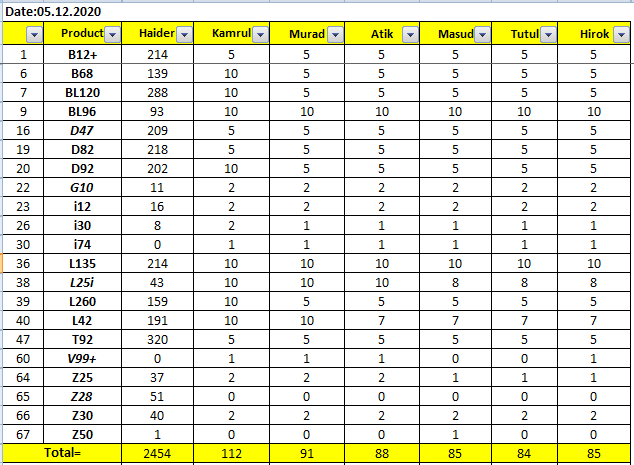 Date:05.12.2020
Product Haider Kamrul Murad Atik Masud Tutul Hirok
1 B12+ 214 5 5 5 5 5 5
6 B68 139 10 5 5 5 5 5
7 BL120 288 10 5 5 5 5 5
9 BL96 93 10 10 10 10 10 10
16 D47 209 5 5 5 5 5 5
19 D82 218 5 5 5 5 5 5
20 D92 202 10 5 5 5 5 5
22 G10 11 2 2 2 2 2 2
23 i12 16 2 2 2 2 2 2
26 i30 8 2 1 1 1 1 1
30 i74 0 1 1 1 1 1 1
36 L135 214 10 10 10 10 10 10
38 L25i 43 10 10 10 8 8 8
39 L260 159 10 5 5 5 5 5
40 L42 191 10 10 7 7 7 7
47 T92 320 5 5 5 5 5 5
60 V99+ 0 1 1 1 0 0 1
64 Z25 37 2 2 2 1 1 1
65 Z28 51 0 0 0 0 0 0
66 Z30 40 2 2 2 2 2 2
67 Z50 1 0 0 0 1 0 0
Total= 2454 112 91 88 85 84 85